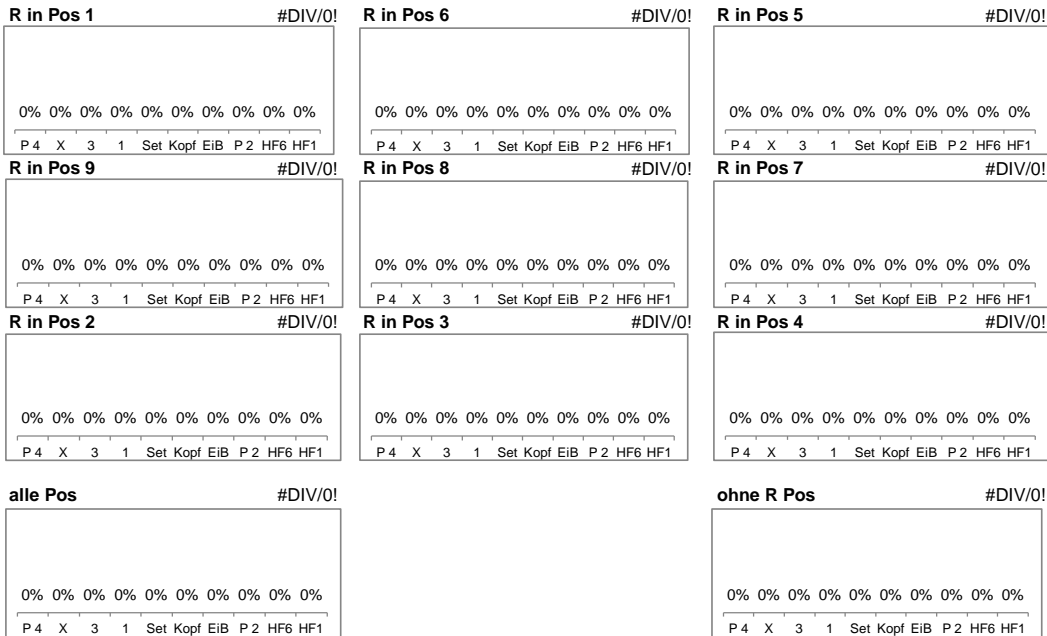 R in Pos 1 #DIV/0! R in Pos 6 #DIV/0! R in Pos 5 #DIV/0!
0% 0% 0% 0% 0% 0% 0% 0% 0% 0% 0% 0% 0% 0% 0% 0% 0% 0% 0% 0% 0% 0% 0% 0% 0% 0% 0% 0% 0% 0%
P 4 X 3 1 Set Kopf EiB P 2 HF6 HF1 P 4 X 3 1 Set Kopf EiB P 2 HF6 HF1 P 4 X 3 1 Set Kopf EiB P 2 HF6 HF1
R in Pos 9 #DIV/0! R in Pos 8 #DIV/0! R in Pos 7 #DIV/0!
0% 0% 0% 0% 0% 0% 0% 0% 0% 0% 0% 0% 0% 0% 0% 0% 0% 0% 0% 0% 0% 0% 0% 0% 0% 0% 0% 0% 0% 0%
P 4 X 3 1 Set Kopf EiB P 2 HF6 HF1 P 4 X 3 1 Set Kopf EiB P 2 HF6 HF1 P 4 X 3 1 Set Kopf EiB P 2 HF6 HF1
R in Pos 2 #DIV/0! R in Pos 3 #DIV/0! R in Pos 4 #DIV/0!
0% 0% 0% 0% 0% 0% 0% 0% 0% 0% 0% 0% 0% 0% 0% 0% 0% 0% 0% 0% 0% 0% 0% 0% 0% 0% 0% 0% 0% 0%
P 4 X 3 1 Set Kopf EiB P 2 HF6 HF1 P 4 X 3 1 Set Kopf EiB P 2 HF6 HF1 P 4 X 3 1 Set Kopf EiB P 2 HF6 HF1
alle Pos #DIV/0! ohne R Pos #DIV/0!
0% 0% 0% 0% 0% 0% 0% 0% 0% 0% 0% 0% 0% 0% 0% 0% 0% 0% 0% 0%
P 4 X 3 1 Set Kopf EiB P 2 HF6 HF1 P 4 X 3 1 Set Kopf EiB P 2 HF6 HF1